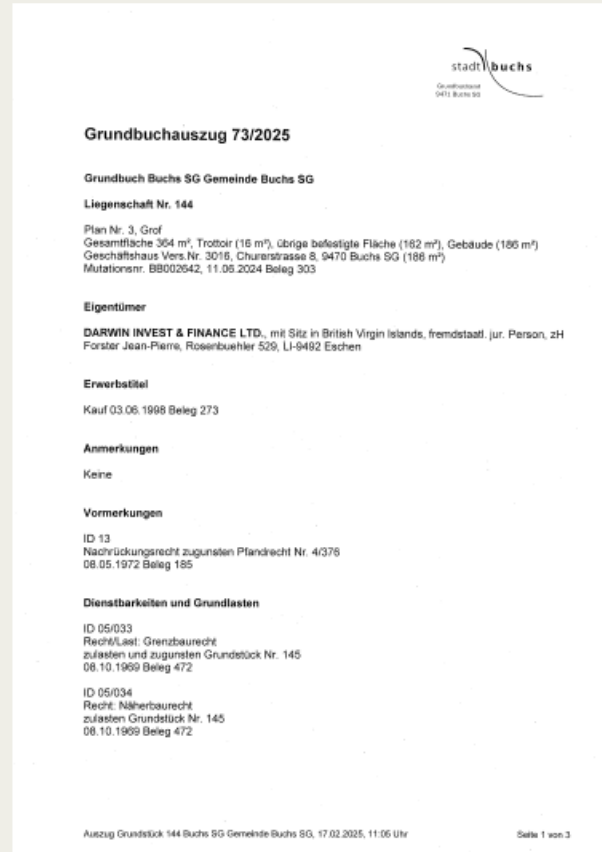 stadt buchs
Grundbuchamt
9471 Buchs SG
Grundbuchauszug 73/2025
Grundbuch Buchs SG Gemeinde Buchs SG
Liegenschaft Nr. 144
Plan Nr. 3, Grof
Gesamtfläche 364 m², Trottoir (16 m²), übrige befestigte Fläche (162 m²), Gebäude (186 m²)
Geschäftshaus Vers.Nr. 3016, Churerstrasse 8, 9470 Buchs SG (186 m²)
Mutationsnr. BB002642, 11.06.2024 Beleg 303
Eigentümer
DARWIN INVEST & FINANCE LTD., mit Sitz in British Virgin Islands, fremdstaatl. jur. Person, zH
Forster Jean-Pierre, Rosenbuehler 529, LI-9492 Eschen
Erwerbstitel
Kauf 03.06.1998 Beleg 273
Anmerkungen
Keine
Vormerkungen
ID 13
Nachrückungsrecht zugunsten Pfandrecht Nr. 4/376
08.05.1972 Beleg 185
Dienstbarkeiten und Grundlasten
ID 05/033
Recht/Last: Grenzbaurecht
zulasten und zugunsten Grundstück Nr. 145
08.10.1969 Beleg 472
ID 05/034
Recht: Näherbaurecht
zulasten Grundstück Nr. 145
08.10.1969 Beleg 472
Auszug Grundstück 144 Buchs SG Gemeinde Buchs SG, 17.02.2025, 11:05 Uhr
Seite 1 von 3